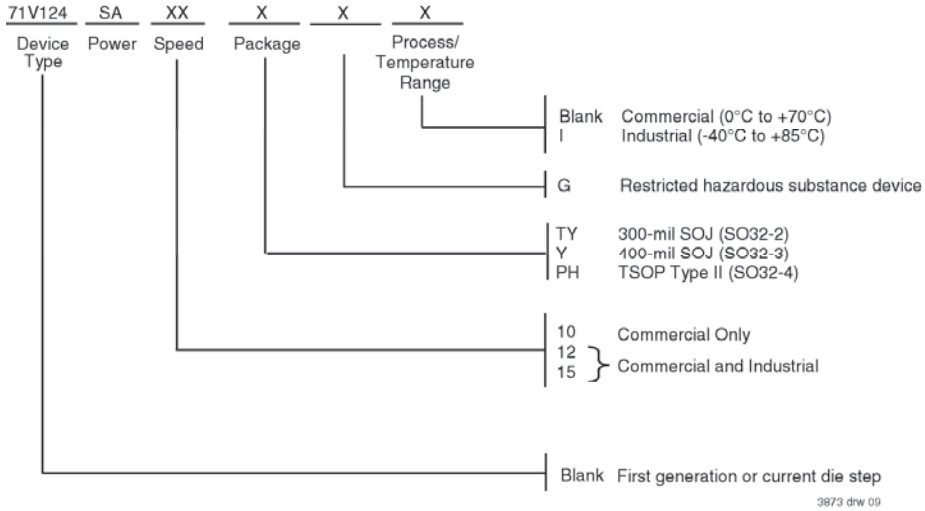 71V124 SA XX X X X
Device Type Power Speed Package Process/ Temperature Range
Blank Commercial (0°C to +70°C)
I Industrial (-40°C to +85°C)
G Restricted hazardous substance device
TY 300-mil SOJ (SO32-2)
Y 400-mil SOJ (SO32-3)
PH TSOP Type II (SO32-4)
10 Commercial Only
12
15 Commercial and Industrial
Blank First generation or current die step
3873 drw 09